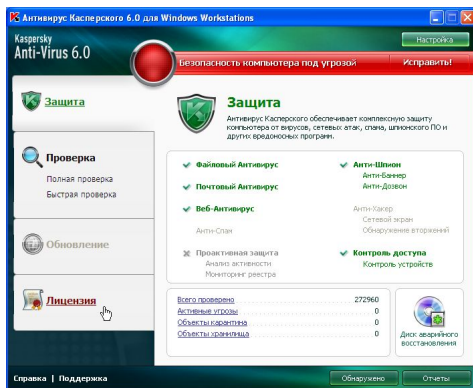 Антивирус Касперского 6.0 для Windows Workstations
Kaspersky
Anti-Virus 6.0
Настройка
Безопасность компьютера под угрозой
Исправить!
Защита
Проверка
Полная проверка
Быстрая проверка
Обновление
Лицензия
Защита
Антивирус Касперского обеспечивает комплексную защиту
компьютера от вирусов, сетевых атак, спама, шпионского ПО и
других вредоносных программ.
Файловый Антивирус
Почтовый Антивирус
Веб-Антивирус
Анти-Спам
Проактивная защита
Анализ активности
Мониторинг реестра
Анти-Шпион
Анти-Баннер
Анти-Дозвон
Анти-Хакер
Сетевой экран
Обнаружение вторжений
Контроль доступа
Контроль устройств
Всего проверено 272960
Активные угрозы 0
Объекты карантина 0
Объекты хранилища 0
Диск аварийного
восстановления
Справка | Поддержка
Обнаружено
Отчеты